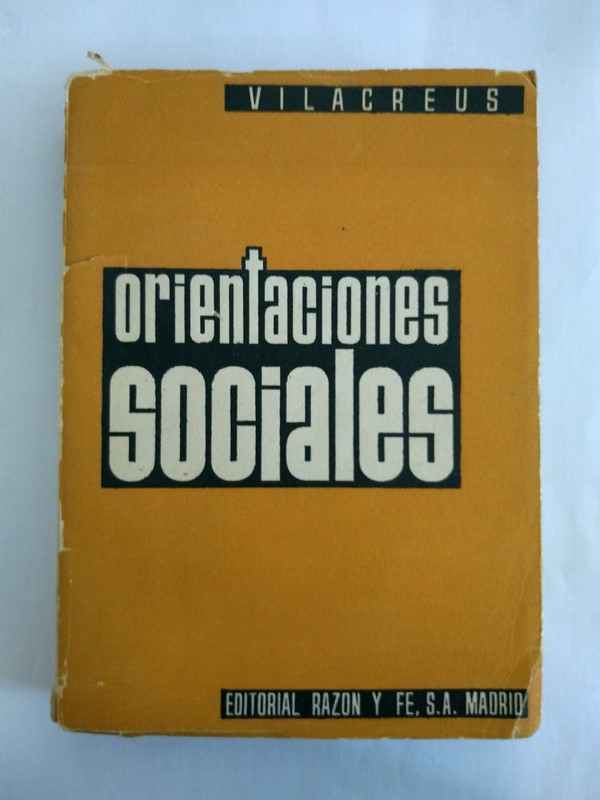 VILACREUS
orientaciones
sociales
EDITORIAL RAZON Y FE, S.A. MADRID